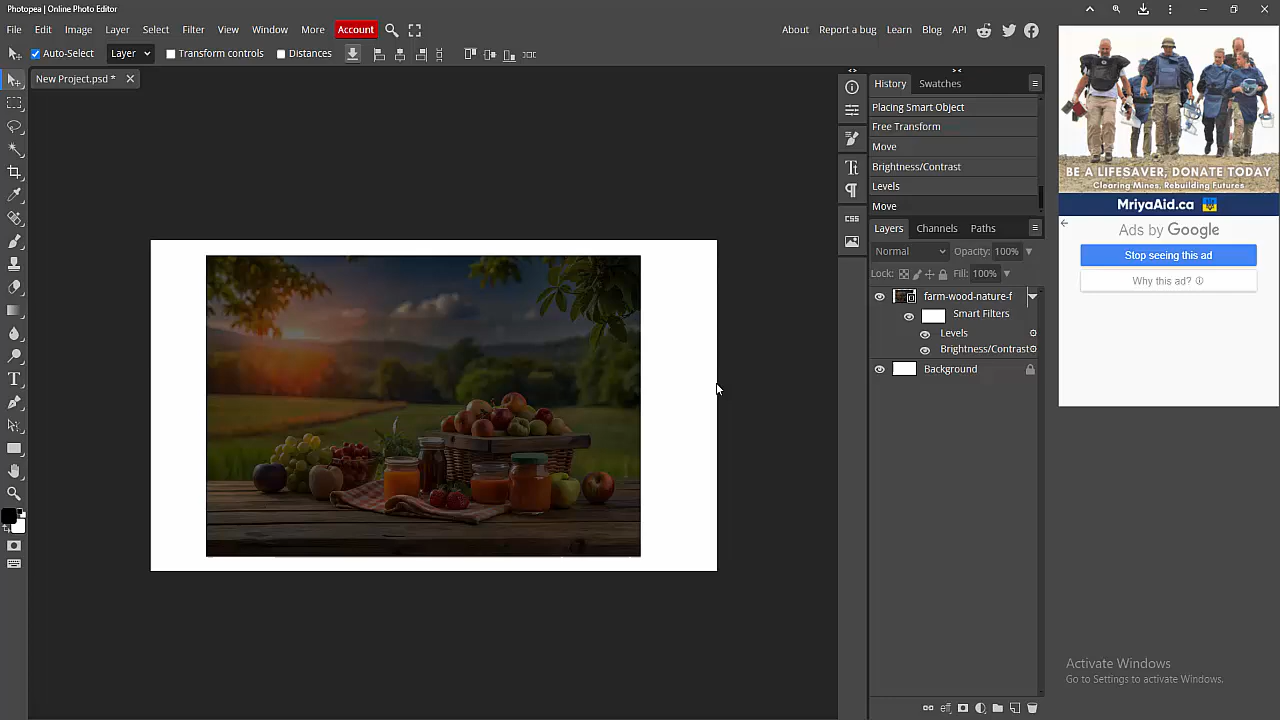 Photopea | Online Photo Editor
File Edit Image Layer Select Filter View Window More Account About Report a bug Learn Blog API
Auto-Select Layer Transform controls Distances
New Project.psd *
History Swatches
Placing Smart Object
Free Transform
Move
Brightness/Contrast
Levels
Move
Layers Channels Paths
Normal Opacity: 100%
Lock: Fill: 100%
farm-wood-nature-f
Smart Filters
Levels
Brightness/Contrast
Background
CSS
BE A LIFESAVER, DONATE TODAY
Clearing Mines, Rebuilding Futures
MriyaAid.ca
Ads by Google
Stop seeing this ad
Why this ad?
Activate Windows
Go to Settings to activate Windows.